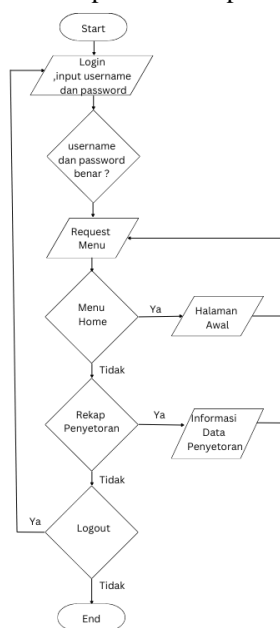 Start
Login
,input username
dan password
username
dan password
benar ?
Request
Menu
Menu
Home
Ya
Halaman
Awal
Tidak
Rekap
Penyetoran
Ya
Informasi
Data
Penyetoran
Tidak
Ya
Logout
Tidak
End